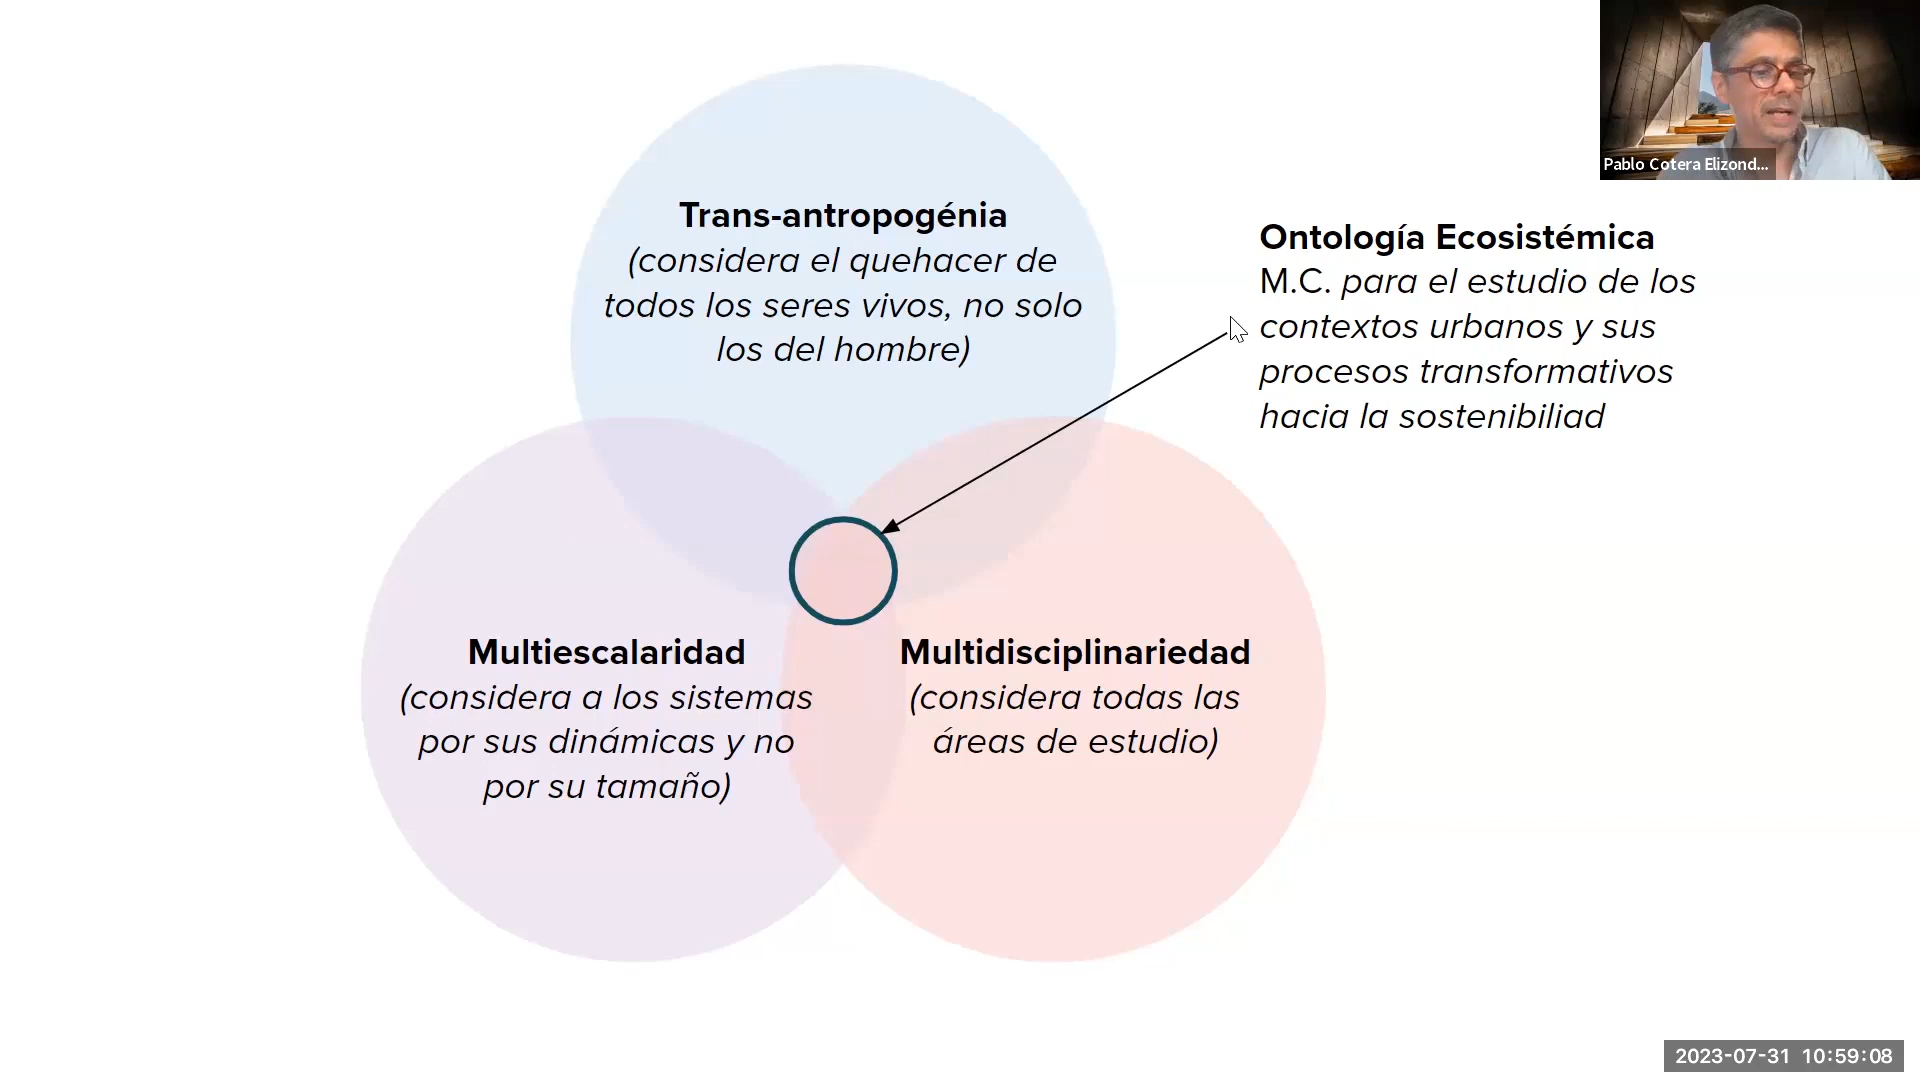 Pablo Cotera Elizond...
Trans-antropogénia
(considera el quehacer de
todos los seres vivos, no solo
los del hombre)
Ontología Ecosistémica
M.C. para el estudio de los
contextos urbanos y sus
procesos transformativos
hacia la sostenibiliad
Multiescalaridad
(considera a los sistemas
por sus dinámicas y no
por su tamaño)
Multidisciplinariedad
(considera todas las
áreas de estudio)
2023-07-31 10:59:08